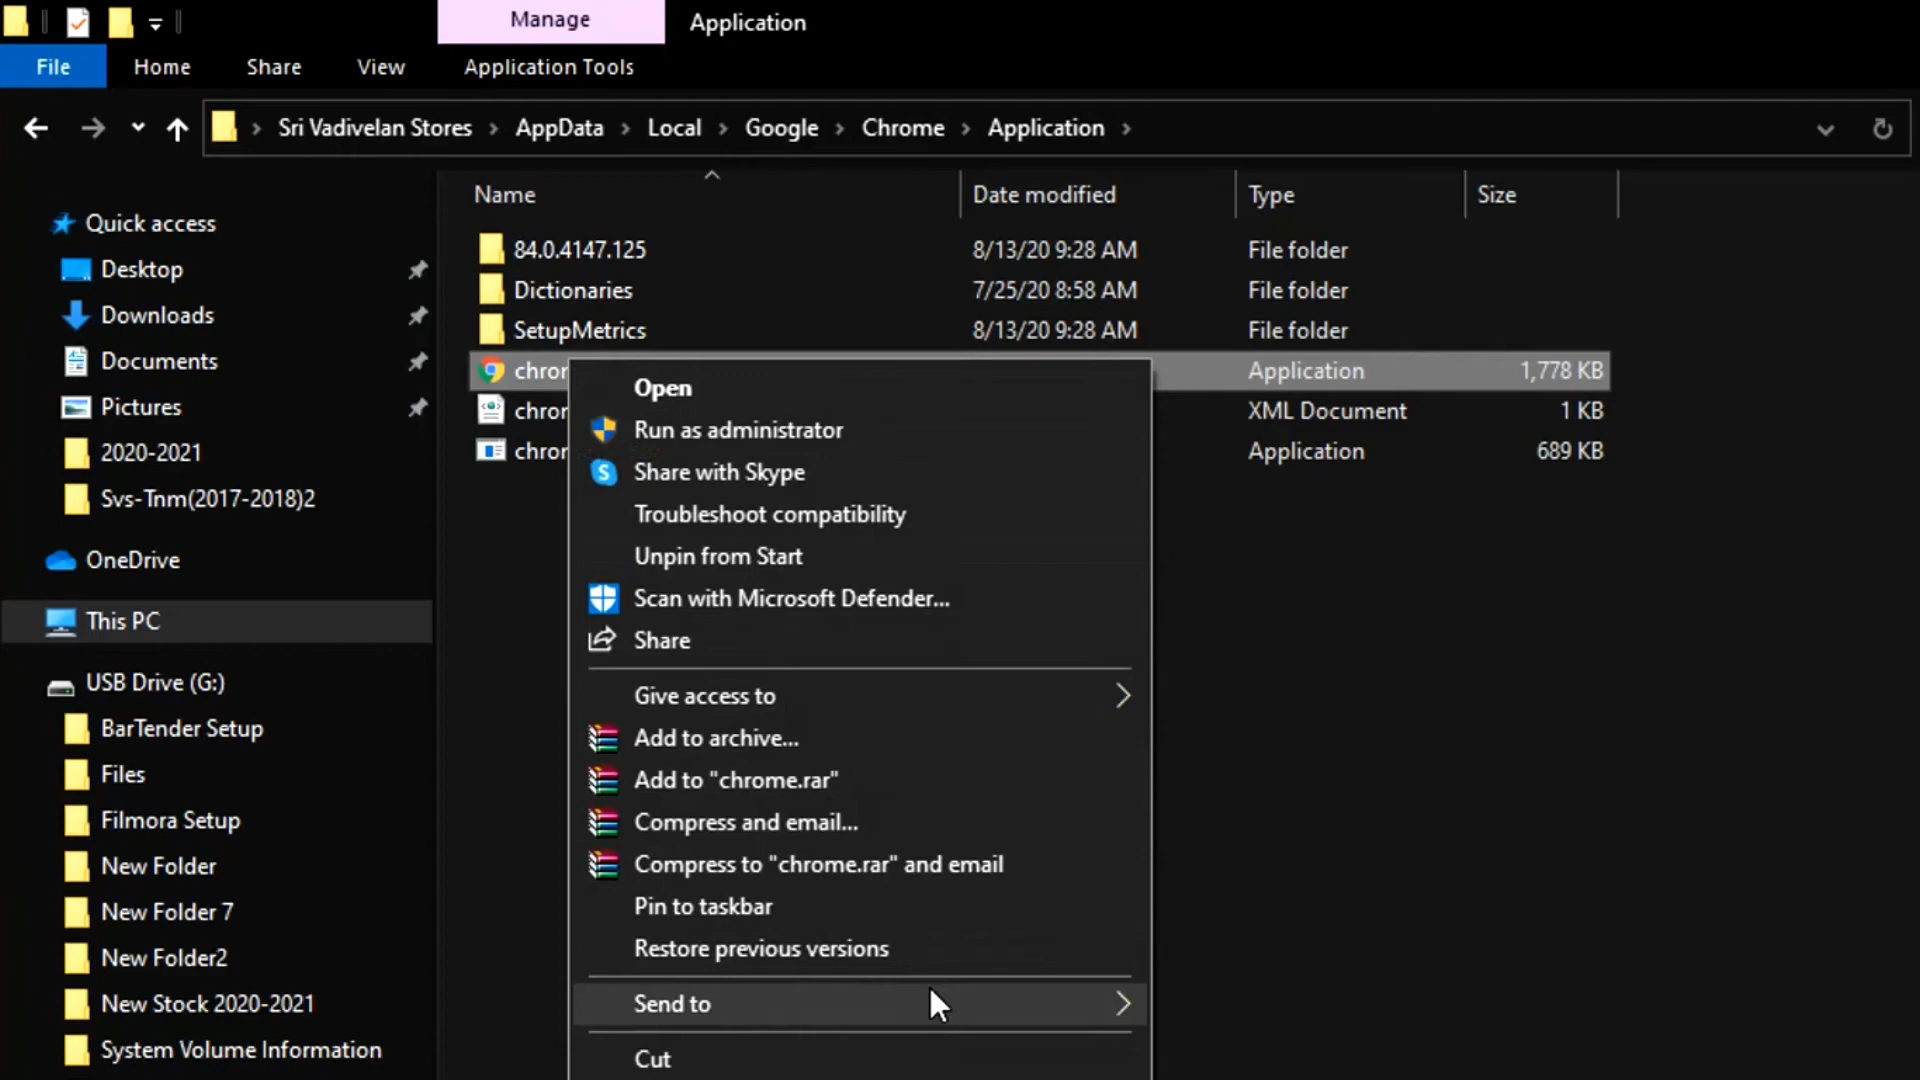 Manage Application
File Home Share View Application Tools
Sri Vadivelan Stores AppData Local Google Chrome Application
Name Date modified Type Size
Quick access
Desktop
Downloads
Documents
Pictures
2020-2021
Svs-Tnm(2017-2018)2
OneDrive
This PC
USB Drive (G:)
BarTender Setup
Files
Filmora Setup
New Folder
New Folder 7
New Folder2
New Stock 2020-2021
System Volume Information
84.0.4147.125 8/13/20 9:28 AM File folder
Dictionaries 7/25/20 8:58 AM File folder
SetupMetrics 8/13/20 9:28 AM File folder
chror Application 1,778 KB
chror XML Document 1 KB
chror Application 689 KB
Open
Run as administrator
Share with Skype
Troubleshoot compatibility
Unpin from Start
Scan with Microsoft Defender...
Share
Give access to
Add to archive...
Add to "chrome.rar"
Compress and email...
Compress to "chrome.rar" and email
Pin to taskbar
Restore previous versions
Send to
Cut